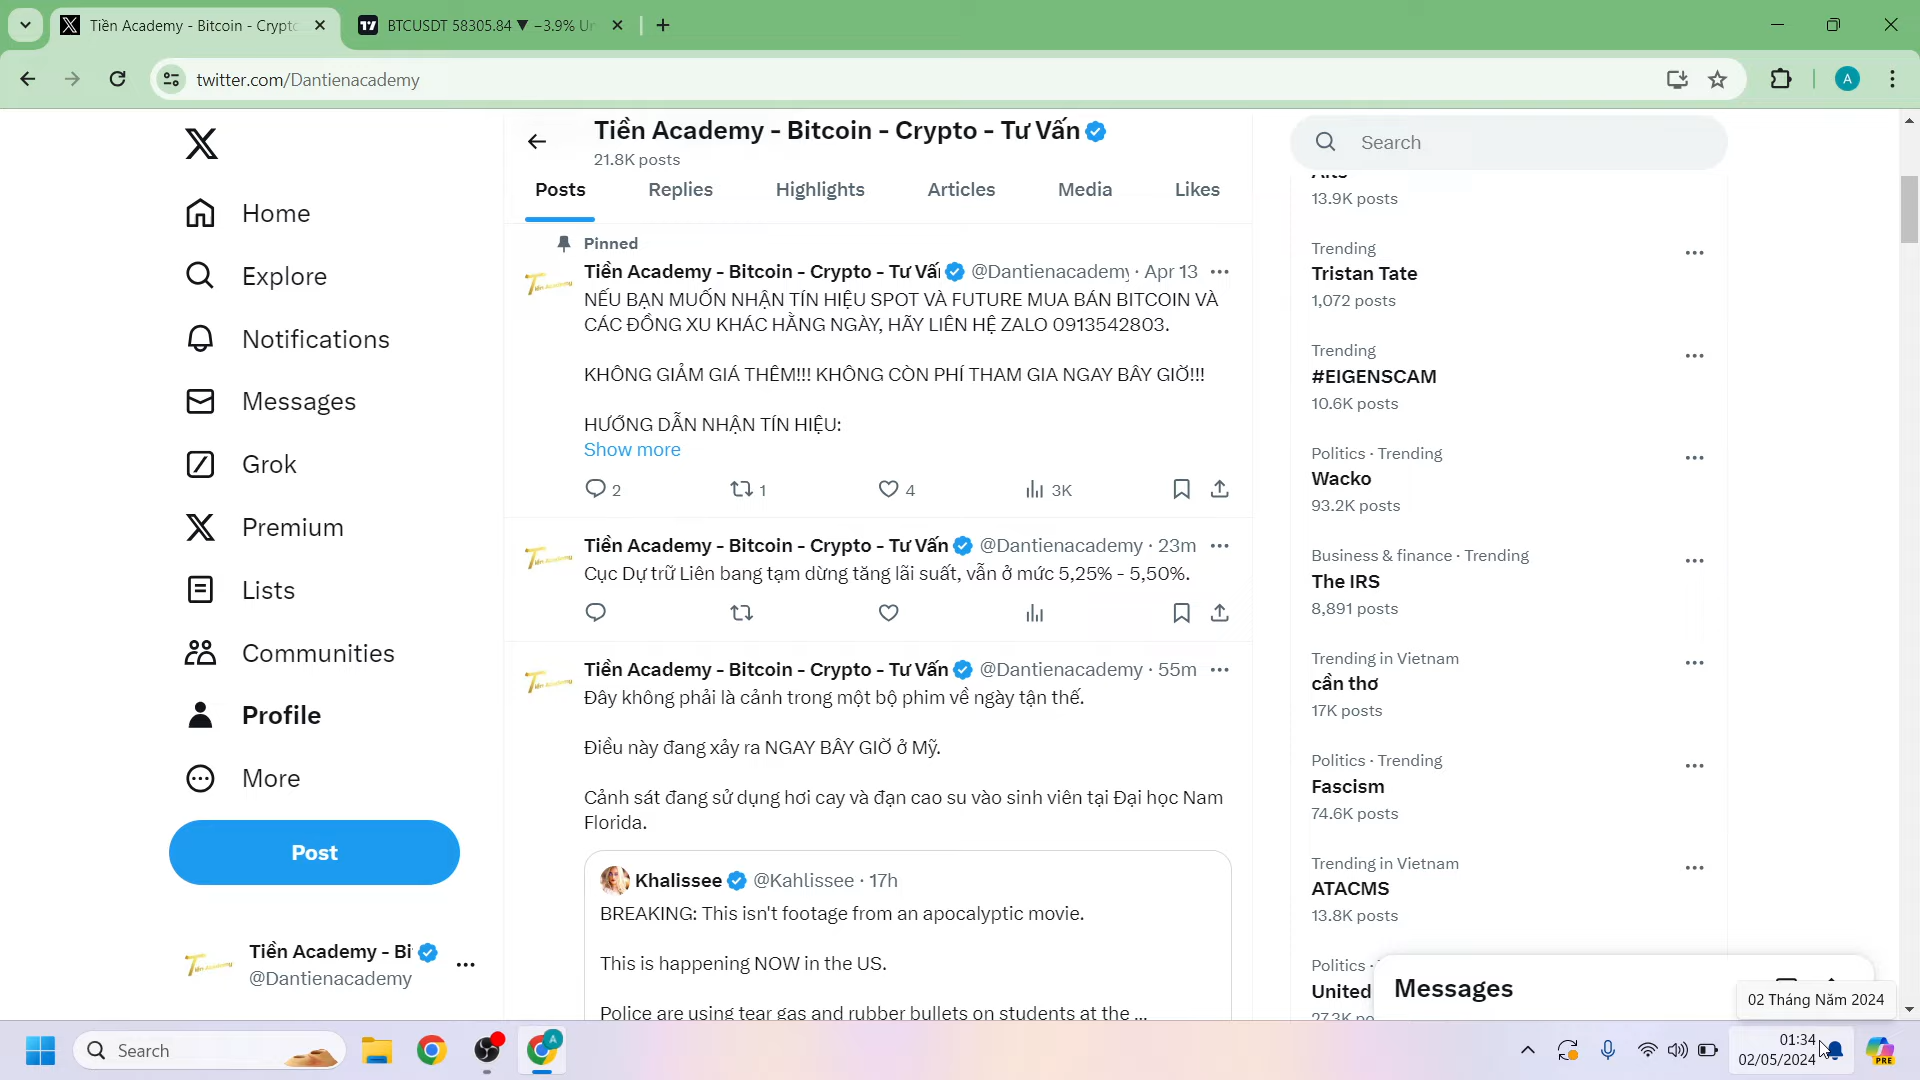 Tiền Academy - Bitcoin - Crypto
BTCUSDT 58305.84 ▼ −3.9% Un
twitter.com/Dantienacademy
A
Tiền Academy - Bitcoin - Crypto - Tư Vấn
21.8K posts
Posts
Replies
Highlights
Articles
Media
Likes
Search
Home
Explore
Notifications
Messages
Grok
Premium
Lists
Communities
Profile
More
Post
Tiền Academy - Bi
@Dantienacademy
Pinned
Tiền Academy - Bitcoin - Crypto - Tư Vấ @Dantienacademy · Apr 13
NẾU BẠN MUỐN NHẬN TÍN HIỆU SPOT VÀ FUTURE MUA BÁN BITCOIN VÀ
CÁC ĐỒNG XU KHÁC HẰNG NGÀY, HÃY LIÊN HỆ ZALO 0913542803.
KHÔNG GIẢM GIÁ THÊM!!! KHÔNG CÒN PHÍ THAM GIA NGAY BÂY GIỜ!!!
HƯỚNG DẪN NHẬN TÍN HIỆU:
Show more
2
1
4
3K
Tiền Academy - Bitcoin - Crypto - Tư Vấn @Dantienacademy · 23m
Cục Dự trữ Liên bang tạm dừng tăng lãi suất, vẫn ở mức 5,25% - 5,50%.
Tiền Academy - Bitcoin - Crypto - Tư Vấn @Dantienacademy · 55m
Đây không phải là cảnh trong một bộ phim về ngày tận thế.
Điều này đang xảy ra NGAY BÂY GIỜ ở Mỹ.
Cảnh sát đang sử dụng hơi cay và đạn cao su vào sinh viên tại Đại học Nam
Florida.
Khalissee @Kahlissee · 17h
BREAKING: This isn't footage from an apocalyptic movie.
This is happening NOW in the US.
Police are using tear gas and rubber bullets on students at the ...
13.9K posts
Trending
Tristan Tate
1,072 posts
Trending
#EIGENSCAM
10.6K posts
Politics · Trending
Wacko
93.2K posts
Business & finance · Trending
The IRS
8,891 posts
Trending in Vietnam
cần thơ
17K posts
Politics · Trending
Fascism
74.6K posts
Trending in Vietnam
ATACMS
13.8K posts
Politics ·
United
27.3K po
Messages
02 Tháng Năm 2024
Search
A
01:34
02/05/2024
PRE